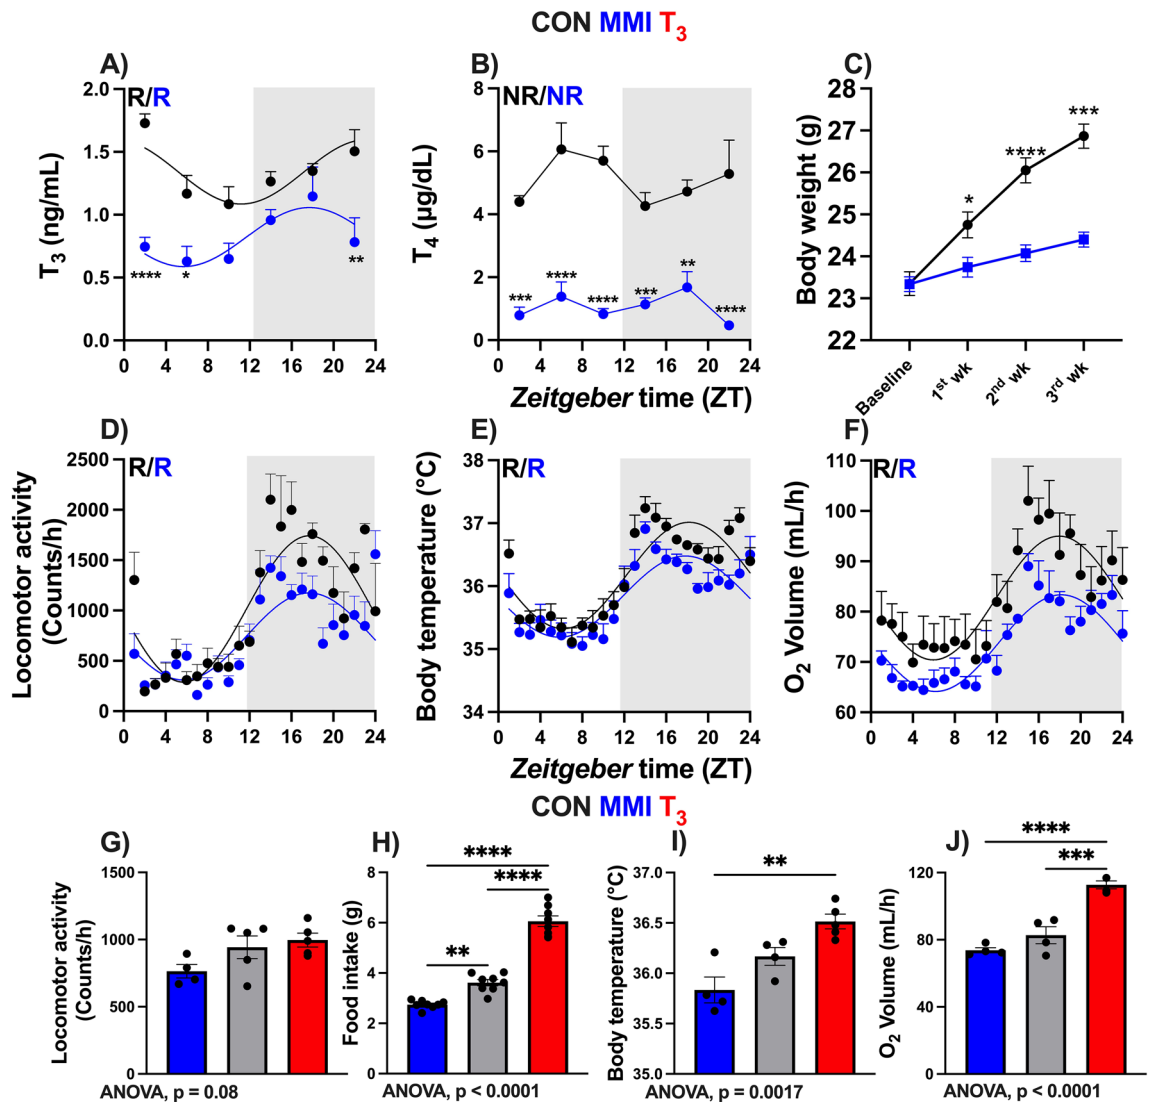 CON MMI T3
A)
R/R
T3 (ng/mL)
2.0
1.5
1.0
0.5
0.0
****
*
**
0 4 8 12 16 20 24
B)
NR/NR
T4 (µg/dL)
8
6
4
2
0
***
****
****
***
**
****
0 4 8 12 16 20 24
Zeitgeber time (ZT)
C)
Body weight (g)
28
27
26
25
24
23
22
*
****
***
Baseline
1st wk
2nd wk
3rd wk
D)
R/R
Locomotor activity
(Counts/h)
2500
2000
1500
1000
500
0
0 4 8 12 16 20 24
E)
R/R
Body temperature (°C)
38
37
36
35
34
0 4 8 12 16 20 24
Zeitgeber time (ZT)
F)
R/R
O2 Volume (mL/h)
110
100
90
80
70
60
0 4 8 12 16 20 24
CON MMI T3
G)
Locomotor activity
(Counts/h)
1500
1000
500
0
ANOVA, p = 0.08
H)
Food intake (g)
8
6
4
2
0
****
****
**
ANOVA, p < 0.0001
I)
Body temperature (°C)
37.0
36.5
36.0
35.5
35.0
**
ANOVA, p = 0.0017
J)
O2 Volume (mL/h)
120
80
40
0
****
***
ANOVA, p < 0.0001